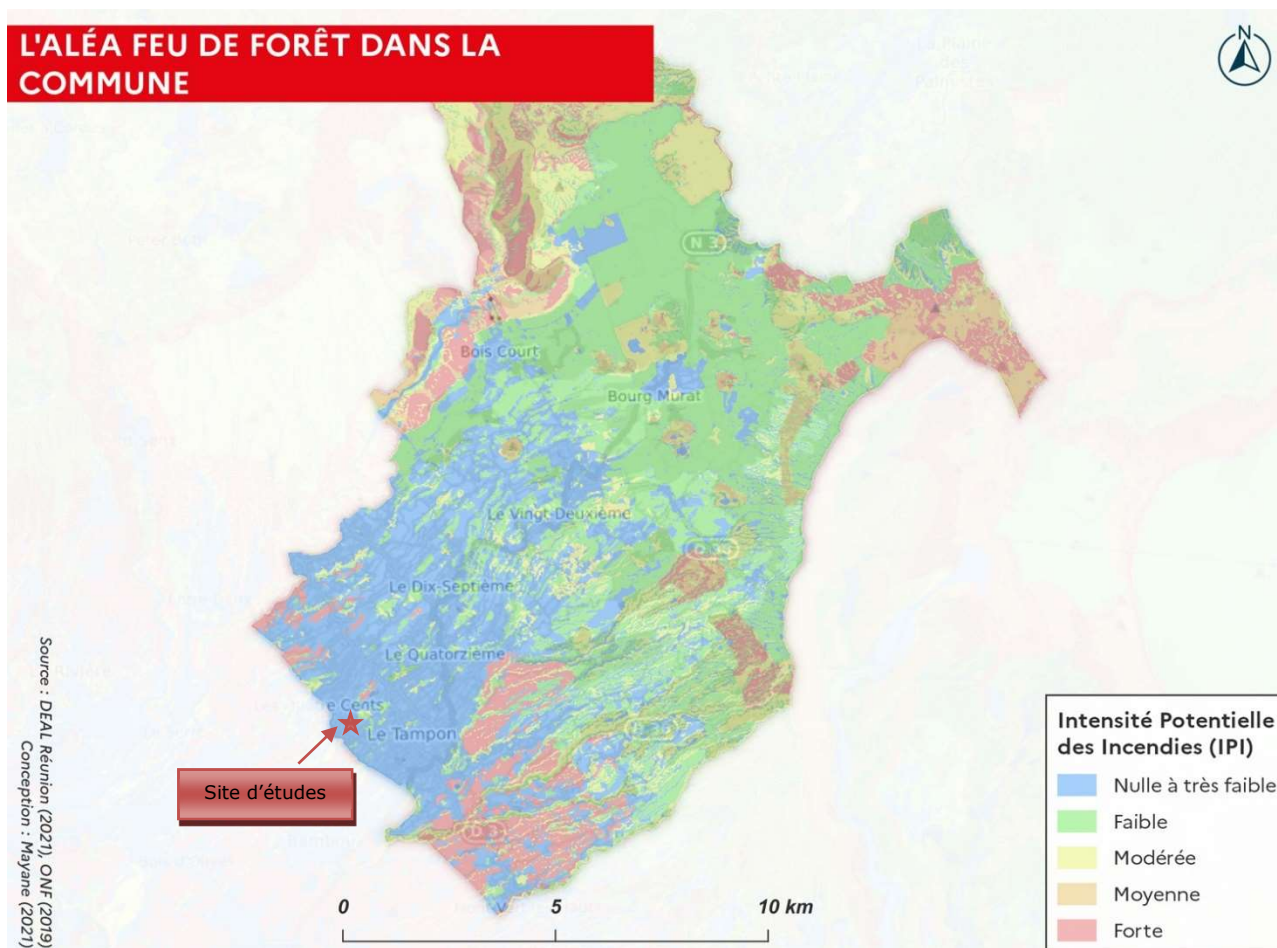 L'ALÉA FEU DE FORÊT DANS LA
COMMUNE
N
N 3
Bois Court
Bourg Murat
Le Vingt-Deuxième
Le Dix-Septième
Le Quatorzième
Cents
Le Tampon
Site d'études
D 3
0 5 10 km
Intensité Potentielle
des Incendies (IPI)
Nulle à très faible
Faible
Modérée
Moyenne
Forte
Source : DEAL Réunion (2021), ONF (2019)
Conception : Mayane (2021)